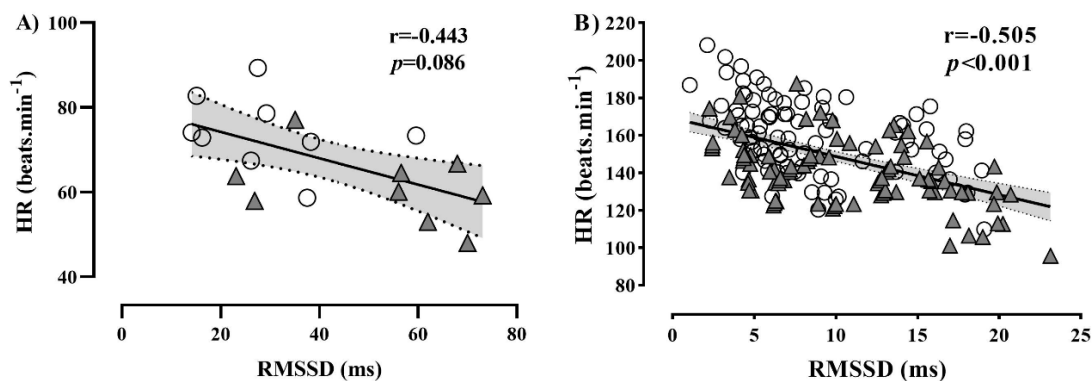 A)
r=-0.443
p=0.086
HR (beats.min⁻¹)
100
80
60
40
0 20 40 60 80
RMSSD (ms)
B)
r=-0.505
p<0.001
HR (beats.min⁻¹)
220
200
180
160
140
120
100
80
0 5 10 15 20 25
RMSSD (ms)